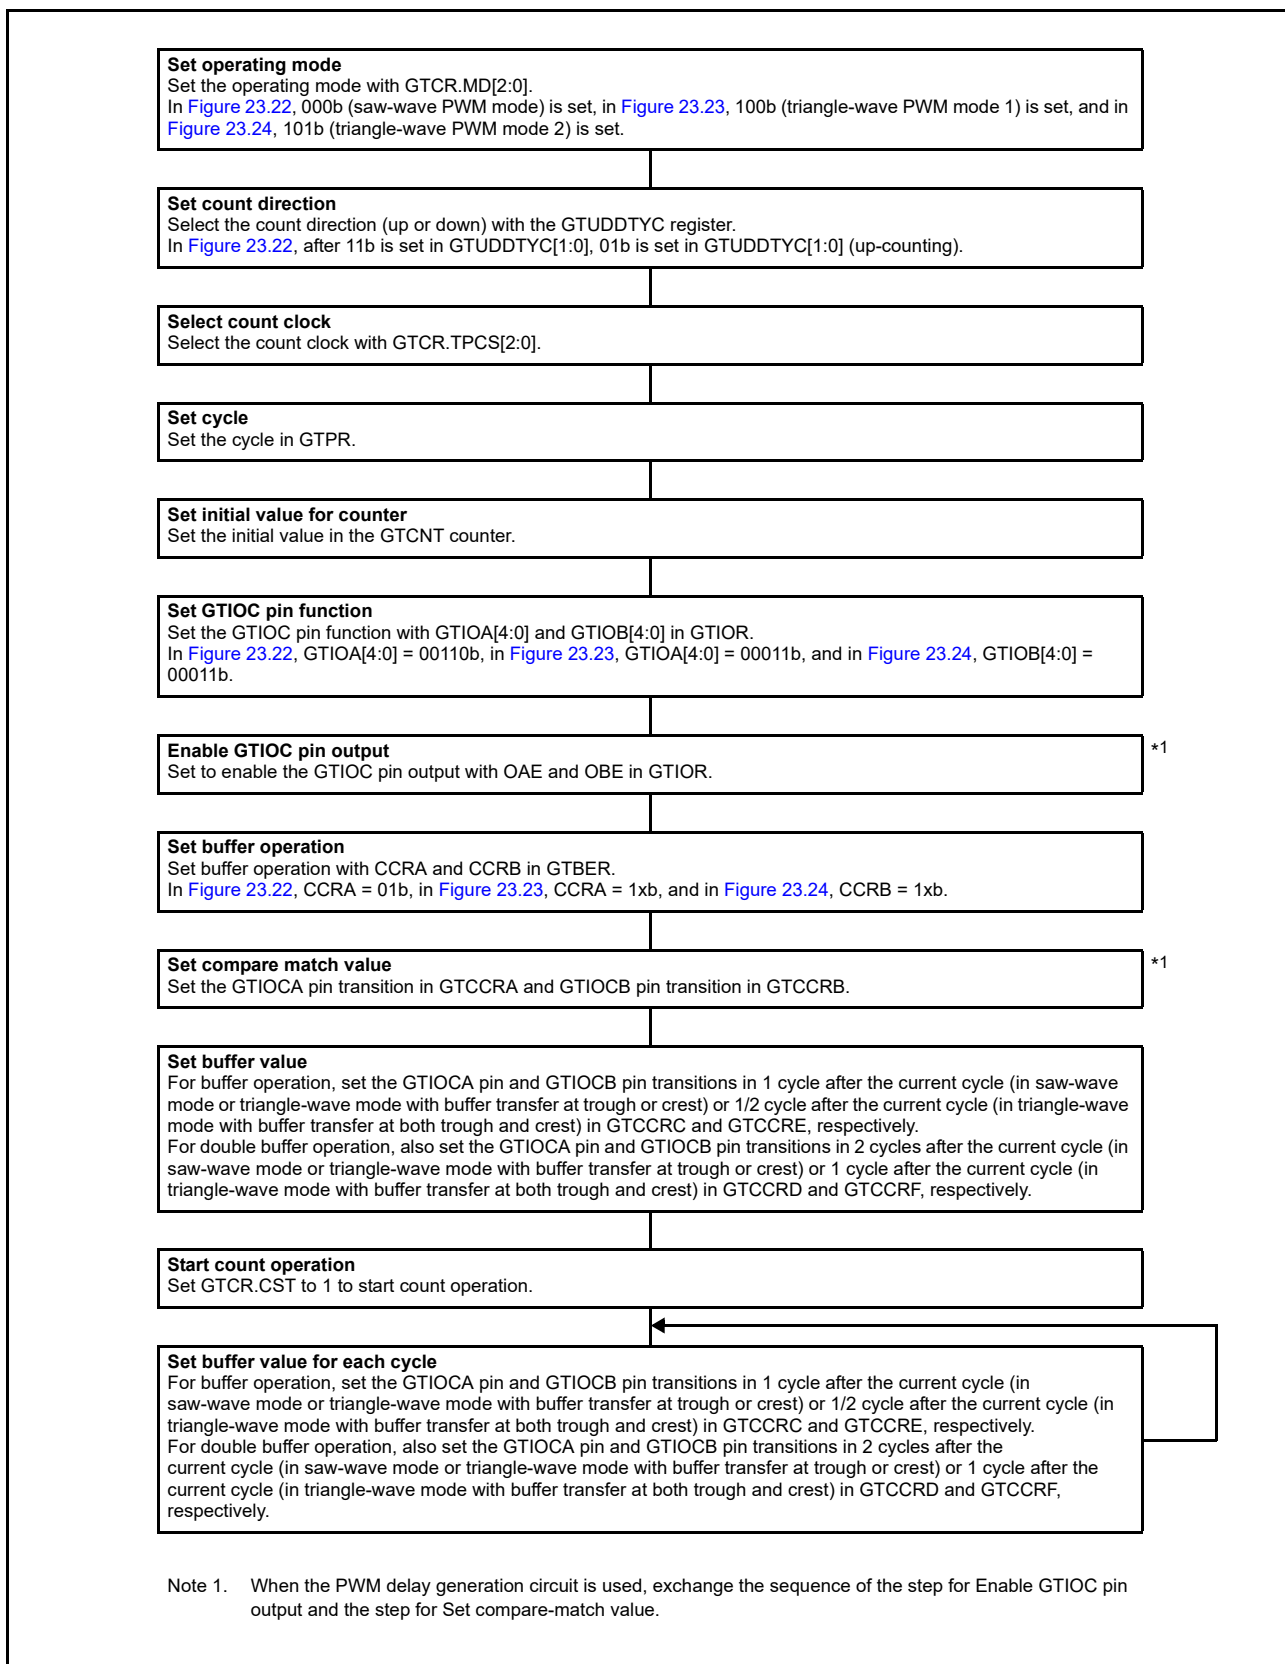 Set operating mode
Set the operating mode with GTCR.MD[2:0].
In Figure 23.22, 000b (saw-wave PWM mode) is set, in Figure 23.23, 100b (triangle-wave PWM mode 1) is set, and in
Figure 23.24, 101b (triangle-wave PWM mode 2) is set.
Set count direction
Select the count direction (up or down) with the GTUDDTYC register.
In Figure 23.22, after 11b is set in GTUDDTYC[1:0], 01b is set in GTUDDTYC[1:0] (up-counting).
Select count clock
Select the count clock with GTCR.TPCS[2:0].
Set cycle
Set the cycle in GTPR.
Set initial value for counter
Set the initial value in the GTCNT counter.
Set GTIOC pin function
Set the GTIOC pin function with GTIOA[4:0] and GTIOB[4:0] in GTIOR.
In Figure 23.22, GTIOA[4:0] = 00110b, in Figure 23.23, GTIOA[4:0] = 00011b, and in Figure 23.24, GTIOB[4:0] =
00011b.
Enable GTIOC pin output
*1
Set to enable the GTIOC pin output with OAE and OBE in GTIOR.
Set buffer operation
Set buffer operation with CCRA and CCRB in GTBER.
In Figure 23.22, CCRA = 01b, in Figure 23.23, CCRA = 1xb, and in Figure 23.24, CCRB = 1xb.
Set compare match value
*1
Set the GTIOCA pin transition in GTCCRA and GTIOCB pin transition in GTCCRB.
Set buffer value
For buffer operation, set the GTIOCA pin and GTIOCB pin transitions in 1 cycle after the current cycle (in saw-wave
mode or triangle-wave mode with buffer transfer at trough or crest) or 1/2 cycle after the current cycle (in triangle-wave
mode with buffer transfer at both trough and crest) in GTCCRC and GTCCRE, respectively.
For double buffer operation, also set the GTIOCA pin and GTIOCB pin transitions in 2 cycles after the current cycle (in
saw-wave mode or triangle-wave mode with buffer transfer at trough or crest) or 1 cycle after the current cycle (in
triangle-wave mode with buffer transfer at both trough and crest) in GTCCRD and GTCCRF, respectively.
Start count operation
Set GTCR.CST to 1 to start count operation.
Set buffer value for each cycle
For buffer operation, set the GTIOCA pin and GTIOCB pin transitions in 1 cycle after the current cycle (in
saw-wave mode or triangle-wave mode with buffer transfer at trough or crest) or 1/2 cycle after the current cycle (in
triangle-wave mode with buffer transfer at both trough and crest) in GTCCRC and GTCCRE, respectively.
For double buffer operation, also set the GTIOCA pin and GTIOCB pin transitions in 2 cycles after the
current cycle (in saw-wave mode or triangle-wave mode with buffer transfer at trough or crest) or 1 cycle after the
current cycle (in triangle-wave mode with buffer transfer at both trough and crest) in GTCCRD and GTCCRF,
respectively.
Note 1. When the PWM delay generation circuit is used, exchange the sequence of the step for Enable GTIOC pin
output and the step for Set compare-match value.